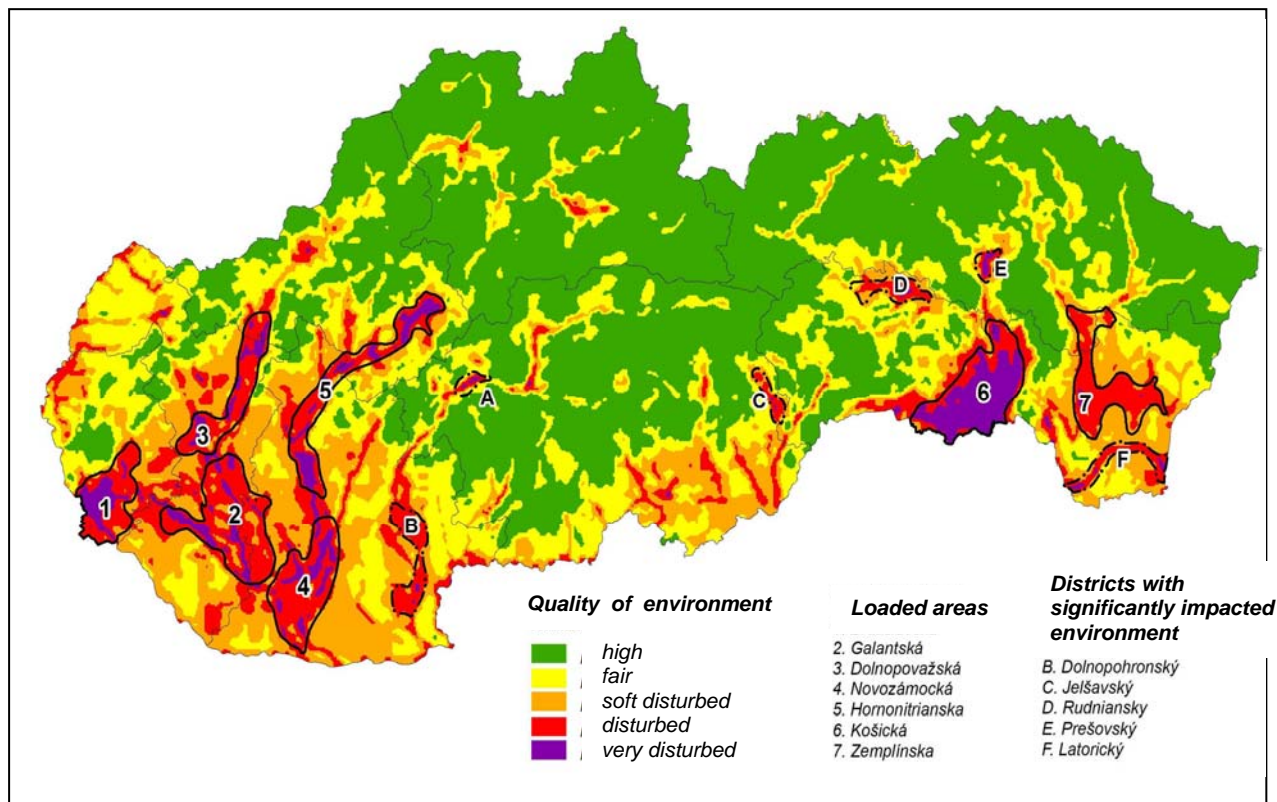 E
D
A
5
6
C
7
3
F
1
2
B
4
Quality of environment
high
fair
soft disturbed
disturbed
very disturbed
Loaded areas
2. Galantská
3. Dolnopovažská
4. Novozámocká
5. Hornonitrianska
6. Košická
7. Zemplínska
Districts with
significantly impacted
environment
B. Dolnopohronský
C. Jelšavský
D. Rudniansky
E. Prešovský
F. Latorický